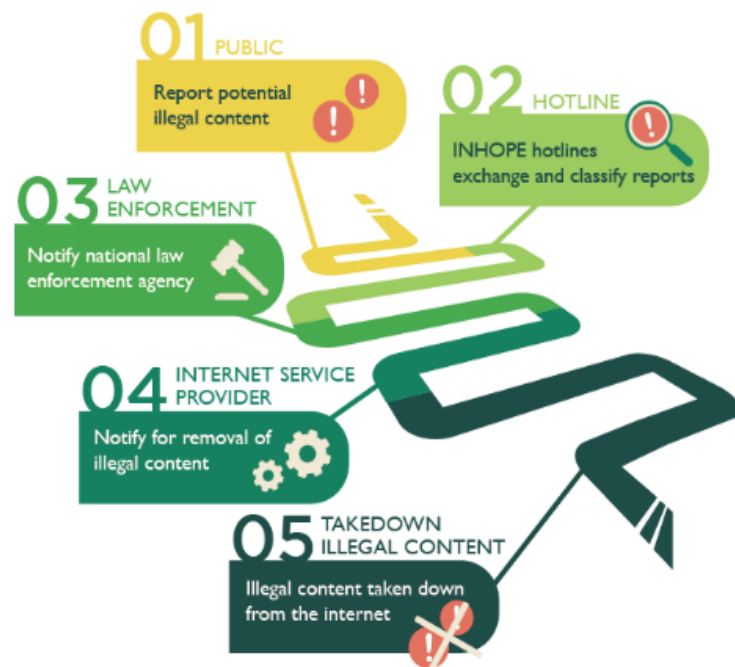 01 PUBLIC
Report potential
illegal content
02 HOTLINE
INHOPE hotlines
exchange and classify reports
03 LAW
ENFORCEMENT
Notify national law
enforcement agency
04 INTERNET SERVICE
PROVIDER
Notify for removal of
illegal content
05 TAKEDOWN
ILLEGAL CONTENT
Illegal content taken down
from the internet